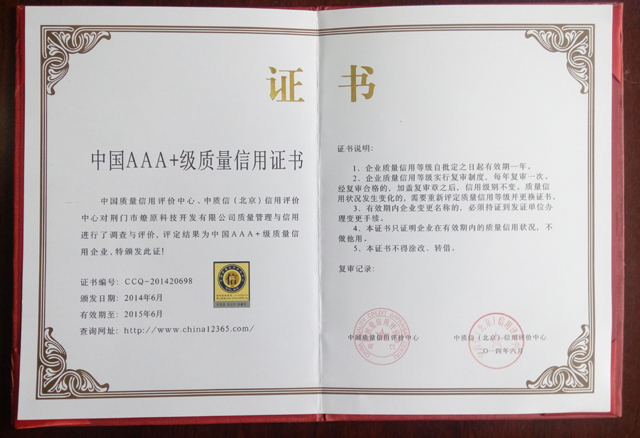 证 书
中国AAA+级质量信用证书
中国质量信用评价中心、中质信(北京)信用评价
中心对荆门市燎原科技开发有限公司质量管理与信用
进行了调查与评价,评定结果为中国AAA+级质量信
用企业,特颁发此证!
证书编号: CCQ-201420698
颁发日期: 2014年6月
有效期至: 2015年6月
查询网址: http://www.china12365.com/
证书说明:
1、企业质量信用等级自批定之日起有效期一年。
2、企业质量信用等级实行复审制度,每年复审一次。
经复审合格的,加盖复审章之后,信用级别不变。质量信
用状况发生变化的,需要重新评定质量信用等级并更换证书。
3、有效期内企业变更名称的,必须持证到发证单位办
理变更手续。
4、本证书只证明企业在有效期内的质量信用状况,不
做他用。
5、本证书不得涂改、转借。
复审记录:
中国质量信用评价中心
中质信(北京)信用评价中心
二〇一四年六月